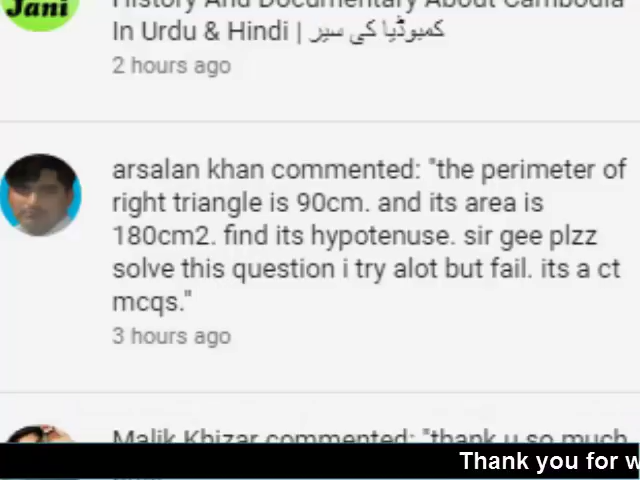 Jani
History And Documentary About Cambodia
In Urdu & Hindi | کمبوڈیا کی سیر
2 hours ago
arsalan khan commented: "the perimeter of
right triangle is 90cm. and its area is
180cm2. find its hypotenuse. sir gee plzz
solve this question i try alot but fail. its a ct
mcqs."
3 hours ago
Malik Khizar commented: "thank u so much
Thank you for w